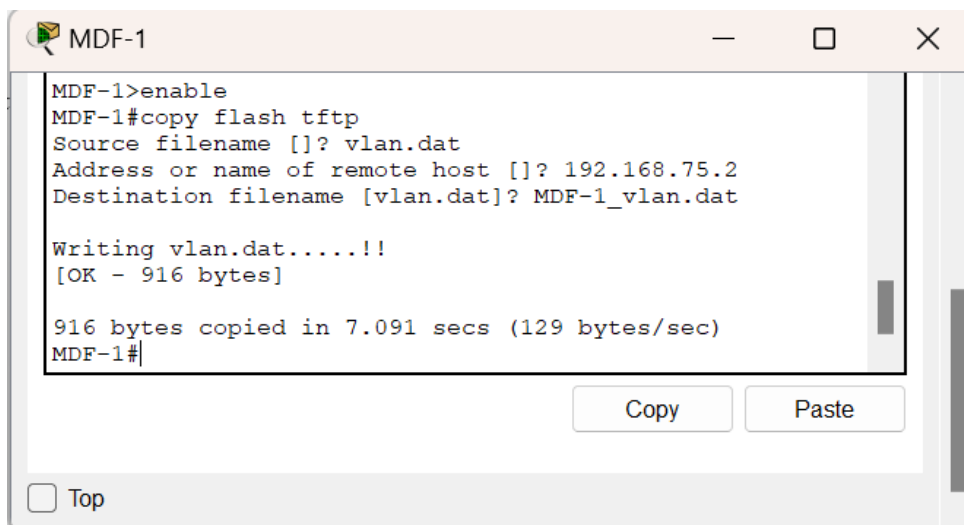 MDF-1
MDF-1>enable
MDF-1#copy flash tftp
Source filename []? vlan.dat
Address or name of remote host []? 192.168.75.2
Destination filename [vlan.dat]? MDF-1_vlan.dat
Writing vlan.dat.....!!
[OK - 916 bytes]
916 bytes copied in 7.091 secs (129 bytes/sec)
MDF-1#
Copy Paste
Top